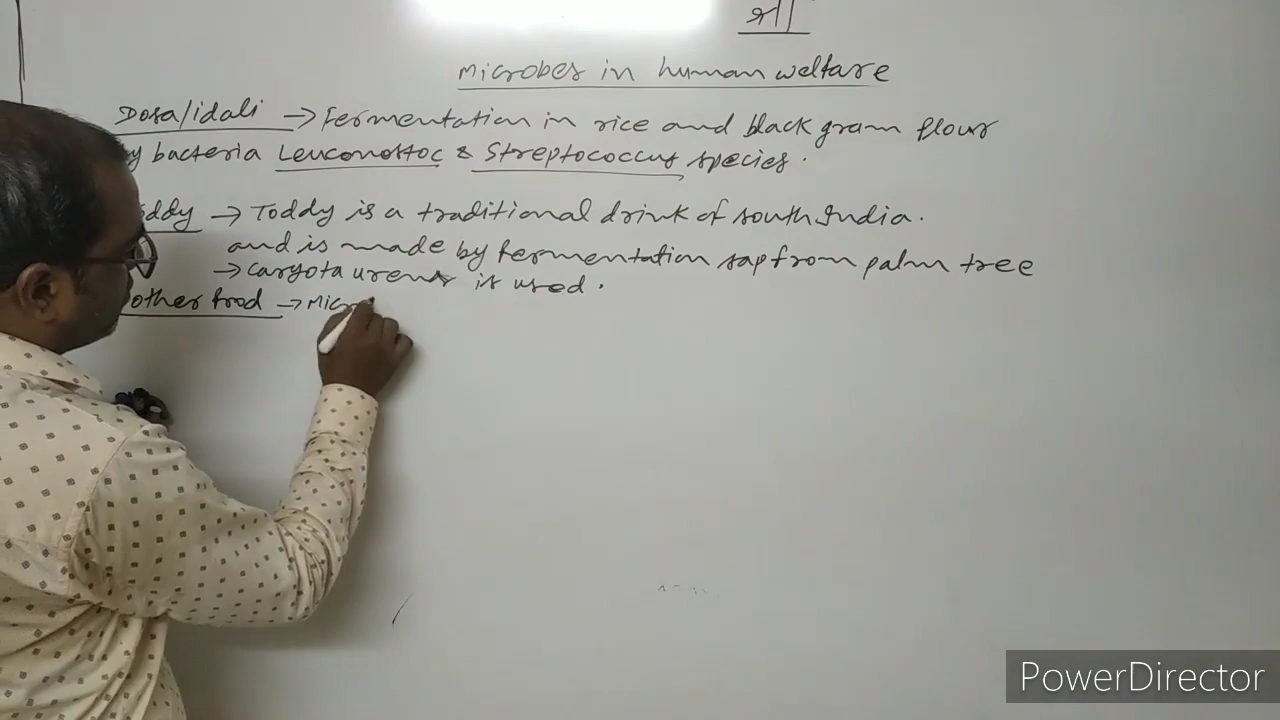 श्री
Microbes in human welfare
Dosa/idali → Fermentation in rice and black gram flour
bacteria Leuconostoc & Streptococcus species.
→ Toddy is a traditional drink of south India.
and is made by fermentation sap from palm tree
→ caryota urens is used.
other food → Mic
PowerDirector